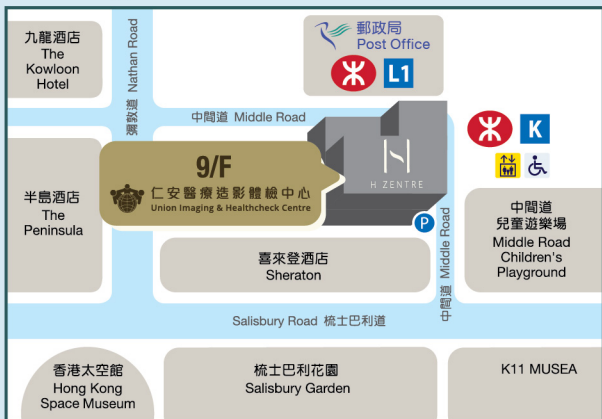 九龍酒店
The
Kowloon
Hotel
彌敦道 Nathan Road
郵政局
Post Office
L1
中間道 Middle Road
K
9/F
仁安醫療造影體檢中心
Union Imaging & Healthcheck Centre
H ZENTRE
P
半島酒店
The
Peninsula
喜來登酒店
Sheraton
中間道 Middle Road
中間道
兒童遊樂場
Middle Road
Children's
Playground
Salisbury Road 梳士巴利道
香港太空館
Hong Kong
Space Museum
梳士巴利花園
Salisbury Garden
K11 MUSEA